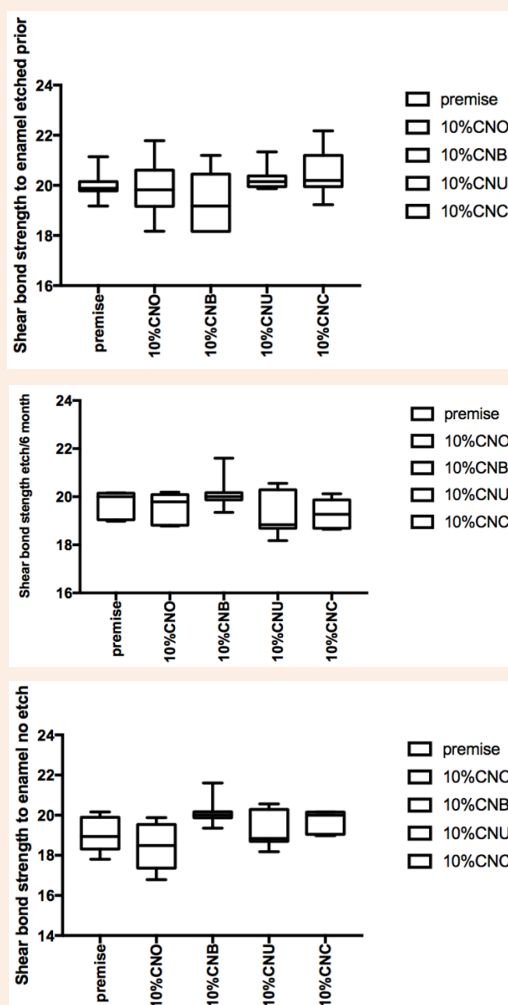 Shear bond strength to enamel etched prior
24
22
20
18
16
premise
10%CNO
10%CNB
10%CNU
10%CNC
premise
10%CNO
10%CNB
10%CNU
10%CNC
Shear bond stength etch/6 month
24
22
20
18
16
premise
10%CNO
10%CNB
10%CNU
10%CNC
premise
10%CNO
10%CNB
10%CNU
10%CNC
Shear bond strength to enamel no etch
24
22
20
18
16
14
premise
10%CNO
10%CNB
10%CNU
10%CNC
premise
10%CNO
10%CNB
10%CNU
10%CNC